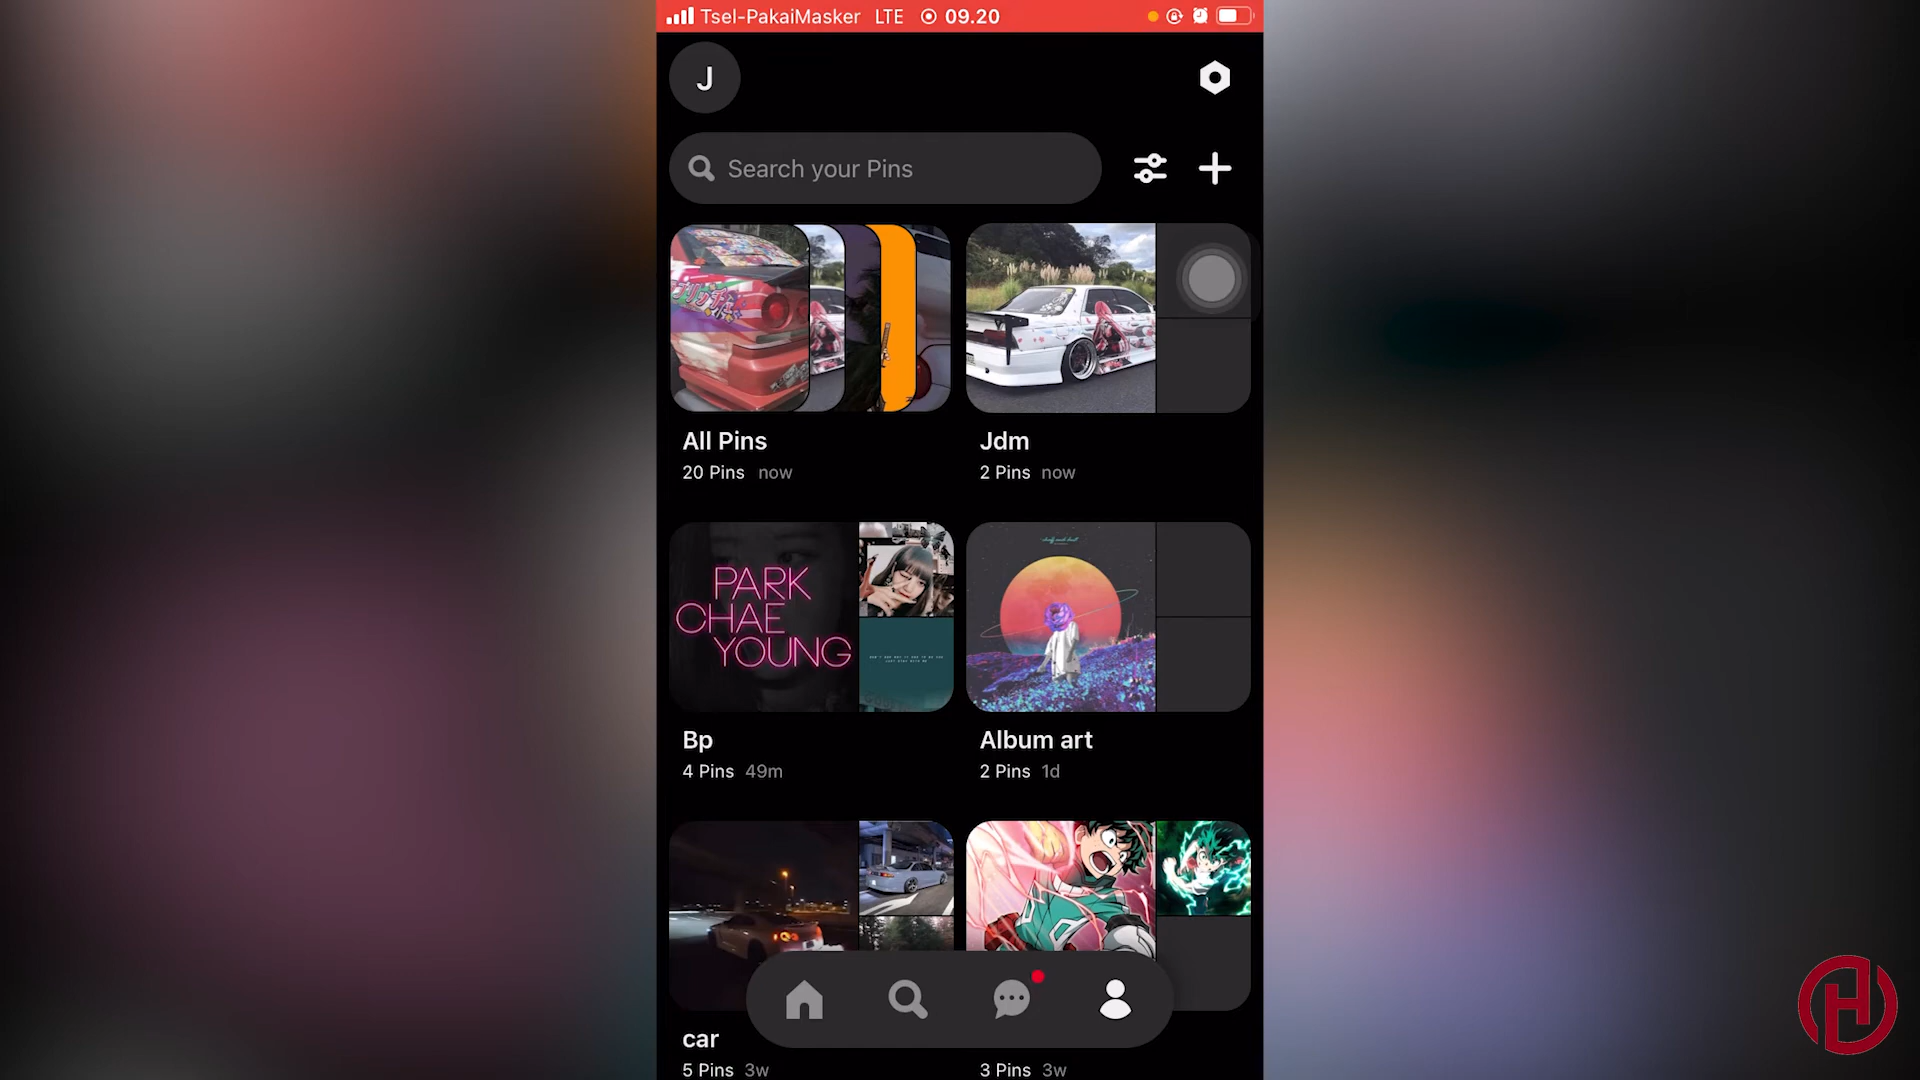 Tsel-PakaiMasker LTE 09.20
J
Search your Pins
All Pins
20 Pins now
Jdm
2 Pins now
PARK
CHAE
YOUNG
Bp
4 Pins 49m
Album art
2 Pins 1d
car
5 Pins 3w
3 Pins 3w